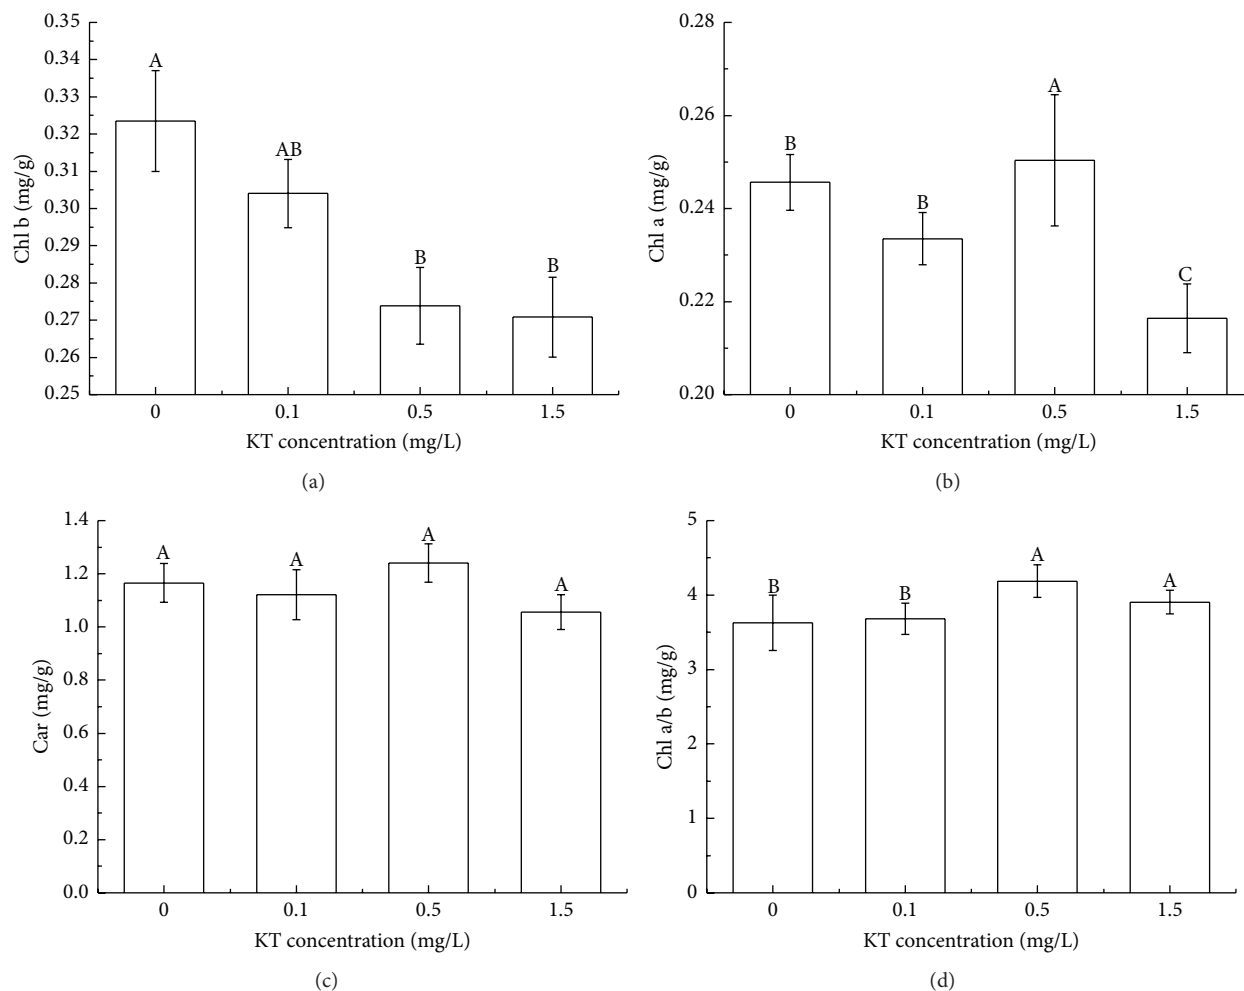 0.35
0.34
0.33
0.32
0.31
0.30
0.29
0.28
0.27
0.26
0.25
Chl b (mg/g)
A
AB
B
B
0 0.1 0.5 1.5
KT concentration (mg/L)
(a)
0.28
0.26
0.24
0.22
0.20
Chl a (mg/g)
B
B
A
C
0 0.1 0.5 1.5
KT concentration (mg/L)
(b)
1.4
1.2
1.0
0.8
0.6
0.4
0.2
0.0
Car (mg/g)
A
A
A
A
0 0.1 0.5 1.5
KT concentration (mg/L)
(c)
5
4
3
2
1
0
Chl a/b (mg/g)
B
B
A
A
0 0.1 0.5 1.5
KT concentration (mg/L)
(d)